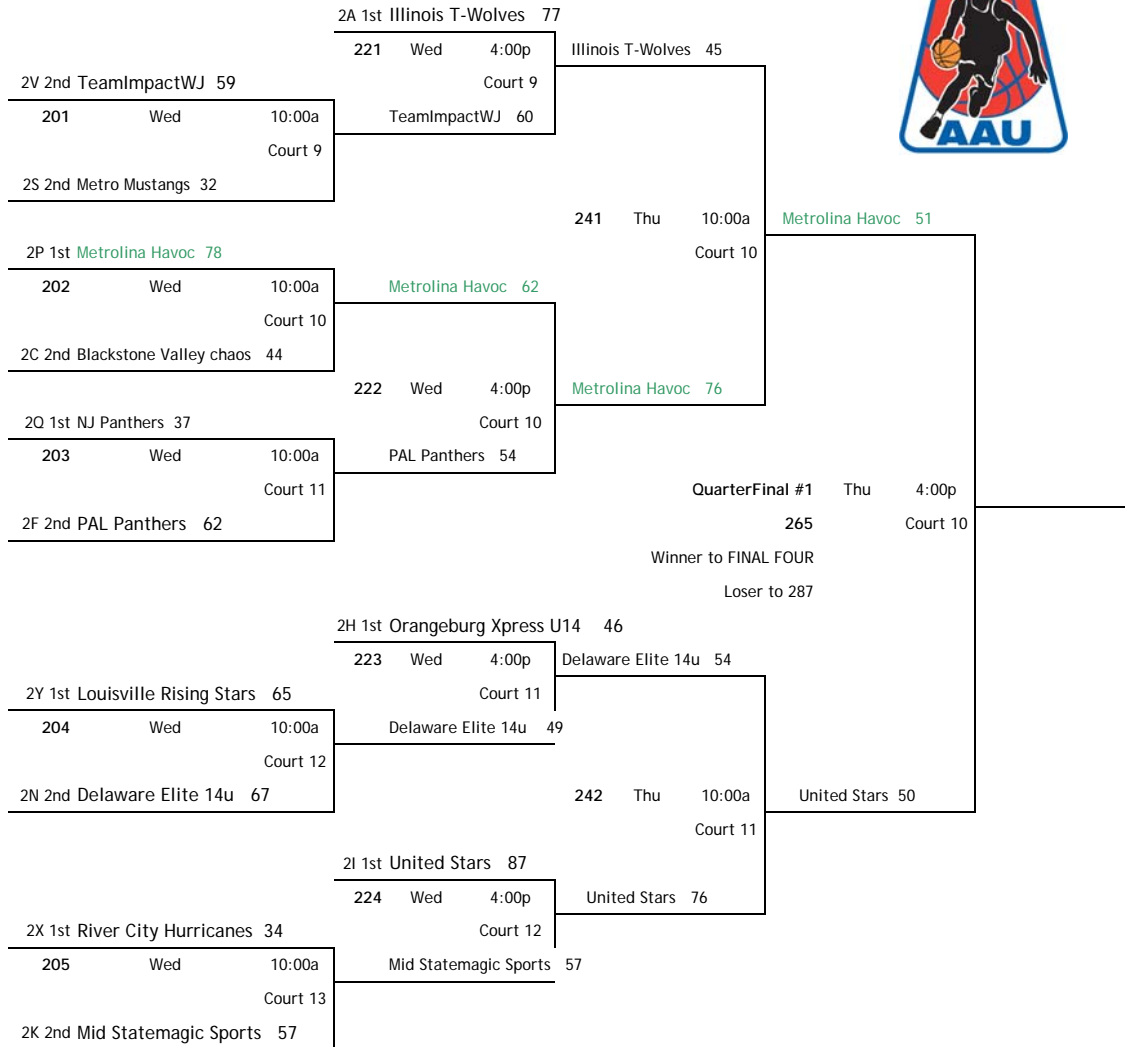 2A 1st Illinois T-Wolves 77
221 Wed 4:00p Illinois T-Wolves 45
2V 2nd TeamImpactWJ 59 Court 9
201 Wed 10:00a TeamImpactWJ 60
Court 9
AAU
2S 2nd Metro Mustangs 32
241 Thu 10:00a Metrolina Havoc 51
2P 1st Metrolina Havoc 78 Court 10
202 Wed 10:00a Metrolina Havoc 62
Court 10
2C 2nd Blackstone Valley chaos 44
222 Wed 4:00p Metrolina Havoc 76
2Q 1st NJ Panthers 37 Court 10
203 Wed 10:00a PAL Panthers 54
Court 11 QuarterFinal #1 Thu 4:00p
2F 2nd PAL Panthers 62 265 Court 10
Winner to FINAL FOUR
Loser to 287
2H 1st Orangeburg Xpress U14 46
223 Wed 4:00p Delaware Elite 14u 54
2Y 1st Louisville Rising Stars 65 Court 11
204 Wed 10:00a Delaware Elite 14u 49
Court 12
2N 2nd Delaware Elite 14u 67 242 Thu 10:00a United Stars 50
Court 11
2I 1st United Stars 87
224 Wed 4:00p United Stars 76
2X 1st River City Hurricanes 34 Court 12
205 Wed 10:00a Mid Statemagic Sports 57
Court 13
2K 2nd Mid Statemagic Sports 57